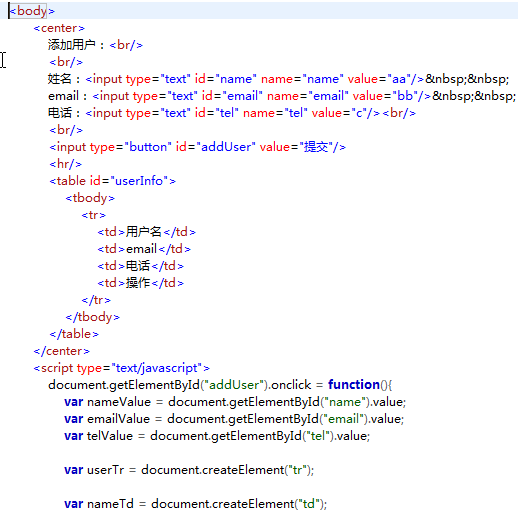 <body>
<center>
添加用户：<br/>
<br/>
姓名：<input type="text" id="name" name="name" value="aa"/>&nbsp;&nbsp;
email：<input type="text" id="email" name="email" value="bb"/>&nbsp;&nbsp;
电话：<input type="text" id="tel" name="tel" value="c"/><br/>
<br/>
<input type="button" id="addUser" value="提交"/>
<hr/>
<table id="userInfo">
<tbody>
<tr>
<td>用户名</td>
<td>email</td>
<td>电话</td>
<td>操作</td>
</tr>
</tbody>
</table>
</center>
<script type="text/javascript">
document.getElementById("addUser").onclick = function(){
var nameValue = document.getElementById("name").value;
var emailValue = document.getElementById("email").value;
var telValue = document.getElementById("tel").value;
var userTr = document.createElement("tr");
var nameTd = document.createElement("td");